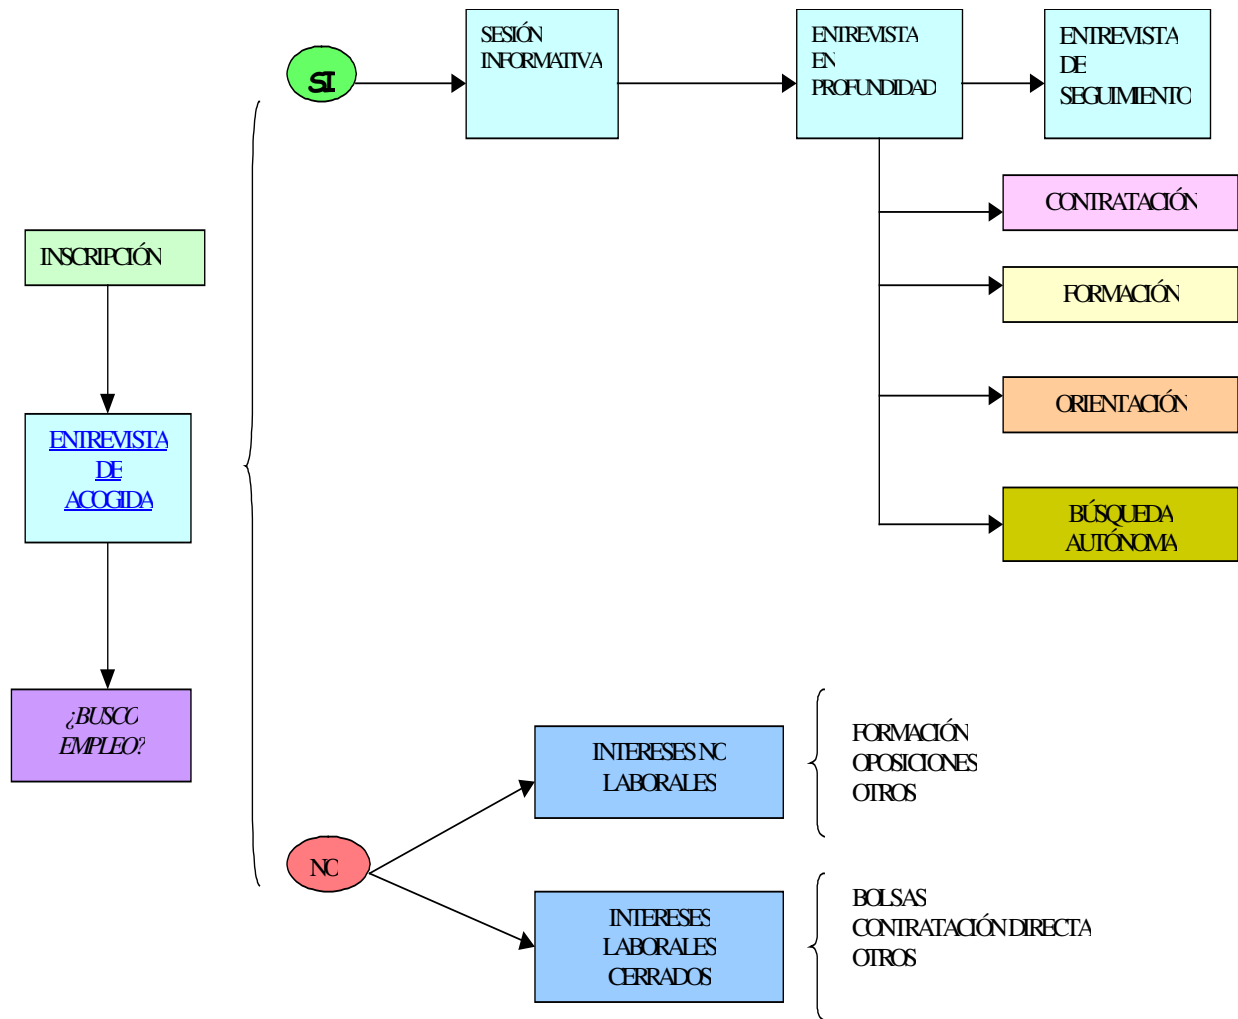 SI
SESIÓN
INFORMATIVA
ENTREVISTA
EN
PROFUNDIDAD
ENTREVISTA
DE
SEGUIMIENTO
CONTRATACIÓN
FORMACIÓN
ORIENTACIÓN
BÚSQUEDA
AUTÓNOMA
INSCRIPCIÓN
ENTREVISTA
DE
ACOGIDA
¿BUSCO
EMPLEO?
NO
INTERESES NO
LABORALES
FORMACIÓN
OPOSICIONES
OTROS
INTERESES
LABORALES
CERRADOS
BOLSAS
CONTRATACIÓN DIRECTA
OTROS